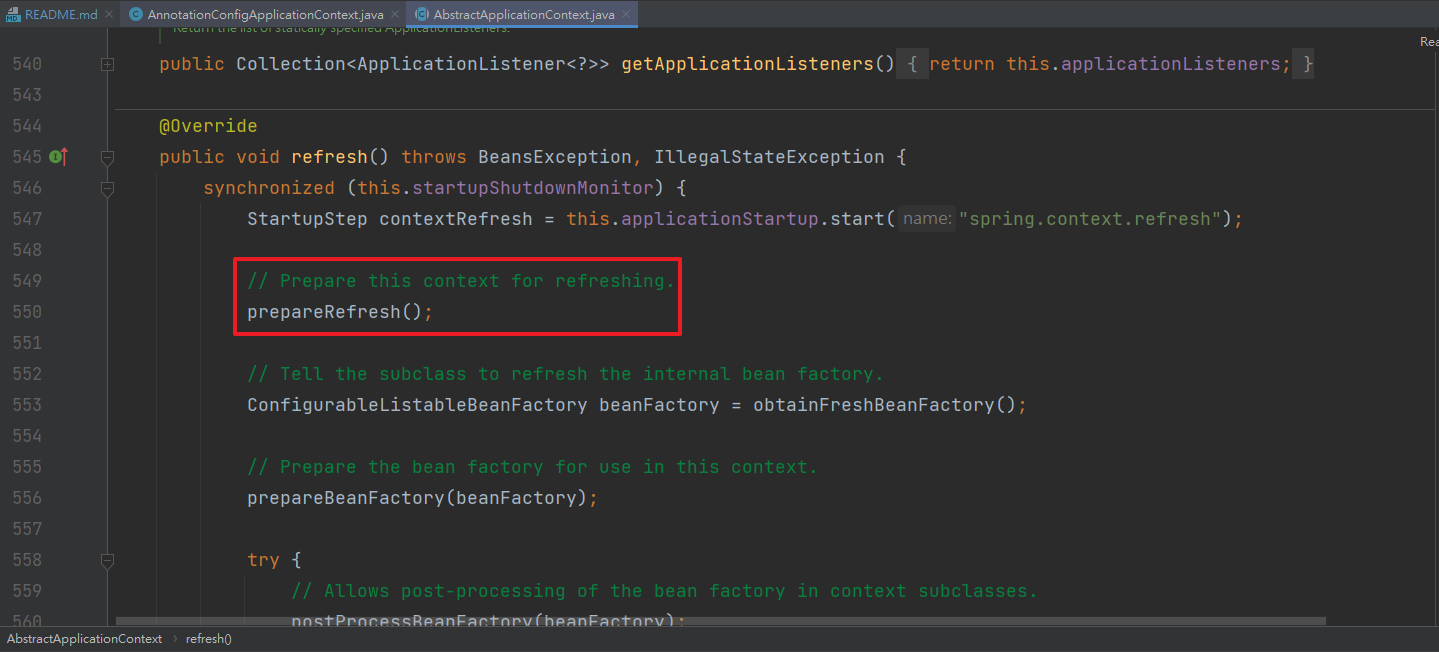 README.md AnnotationConfigApplicationContext.java AbstractApplicationContext.java
Return the list of statically specified ApplicationListeners.
Rea
540 public Collection<ApplicationListener<?>> getApplicationListeners() { return this.applicationListeners; }
543
544 @Override
545 public void refresh() throws BeansException, IllegalStateException {
546 synchronized (this.startupShutdownMonitor) {
547 StartupStep contextRefresh = this.applicationStartup.start( name: "spring.context.refresh");
548
549 // Prepare this context for refreshing.
550 prepareRefresh();
551
552 // Tell the subclass to refresh the internal bean factory.
553 ConfigurableListableBeanFactory beanFactory = obtainFreshBeanFactory();
554
555 // Prepare the bean factory for use in this context.
556 prepareBeanFactory(beanFactory);
557
558 try {
559 // Allows post-processing of the bean factory in context subclasses.
560 postProcessBeanFactory(beanFactory);
AbstractApplicationContext › refresh()